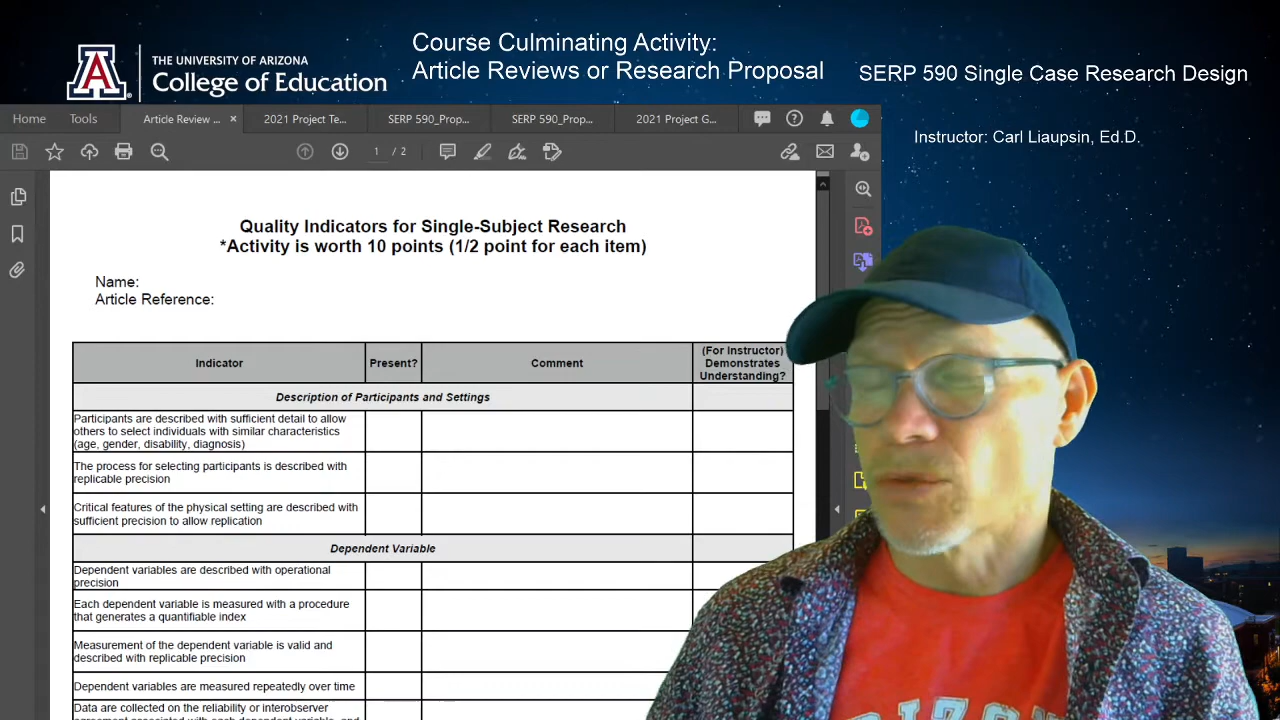 Course Culminating Activity:
Article Reviews or Research Proposal
SERP 590 Single Case Research Design
Instructor: Carl Liaupsin, Ed.D.
A
THE UNIVERSITY OF ARIZONA
College of Education
Home
Tools
Article Review ...
×
2021 Project Te...
SERP 590_Prop...
SERP 590_Prop...
2021 Project G...
1 / 2
Quality Indicators for Single-Subject Research
*Activity is worth 10 points (1/2 point for each item)
Name:
Article Reference:
Indicator
Present?
Comment
(For Instructor)
Demonstrates
Understanding?
Description of Participants and Settings
Participants are described with sufficient detail to allow
others to select individuals with similar characteristics
(age, gender, disability, diagnosis)
The process for selecting participants is described with
replicable precision
Critical features of the physical setting are described with
sufficient precision to allow replication
Dependent Variable
Dependent variables are described with operational
precision
Each dependent variable is measured with a procedure
that generates a quantifiable index
Measurement of the dependent variable is valid and
described with replicable precision
Dependent variables are measured repeatedly over time
Data are collected on the reliability or interobserver
agreement associated with each dependent variable, and